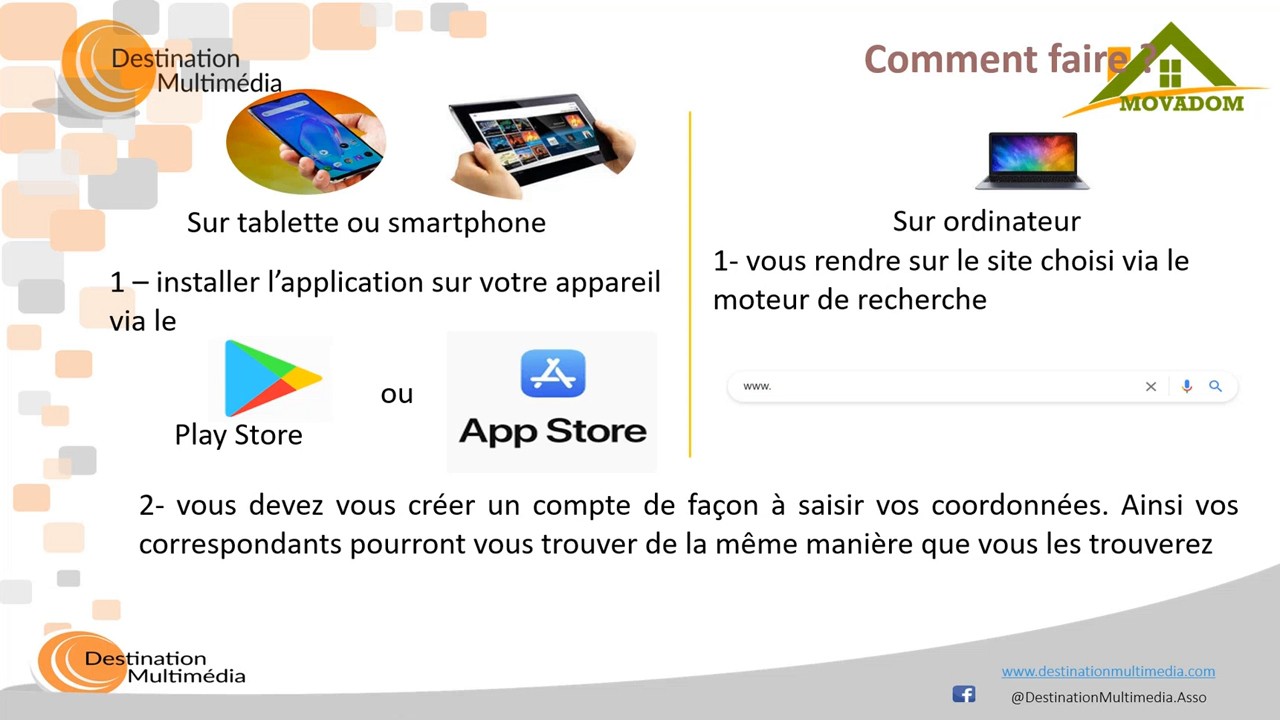 Destination
Multimédia
Comment faire ?
MOVADOM
Sur tablette ou smartphone
1 – installer l’application sur votre appareil
via le
Play Store
ou
App Store
Sur ordinateur
1- vous rendre sur le site choisi via le
moteur de recherche
www.
2- vous devez vous créer un compte de façon à saisir vos coordonnées. Ainsi vos
correspondants pourront vous trouver de la même manière que vous les trouverez
Destination
Multimédia
www.destinationmultimedia.com
@DestinationMultimedia.Asso